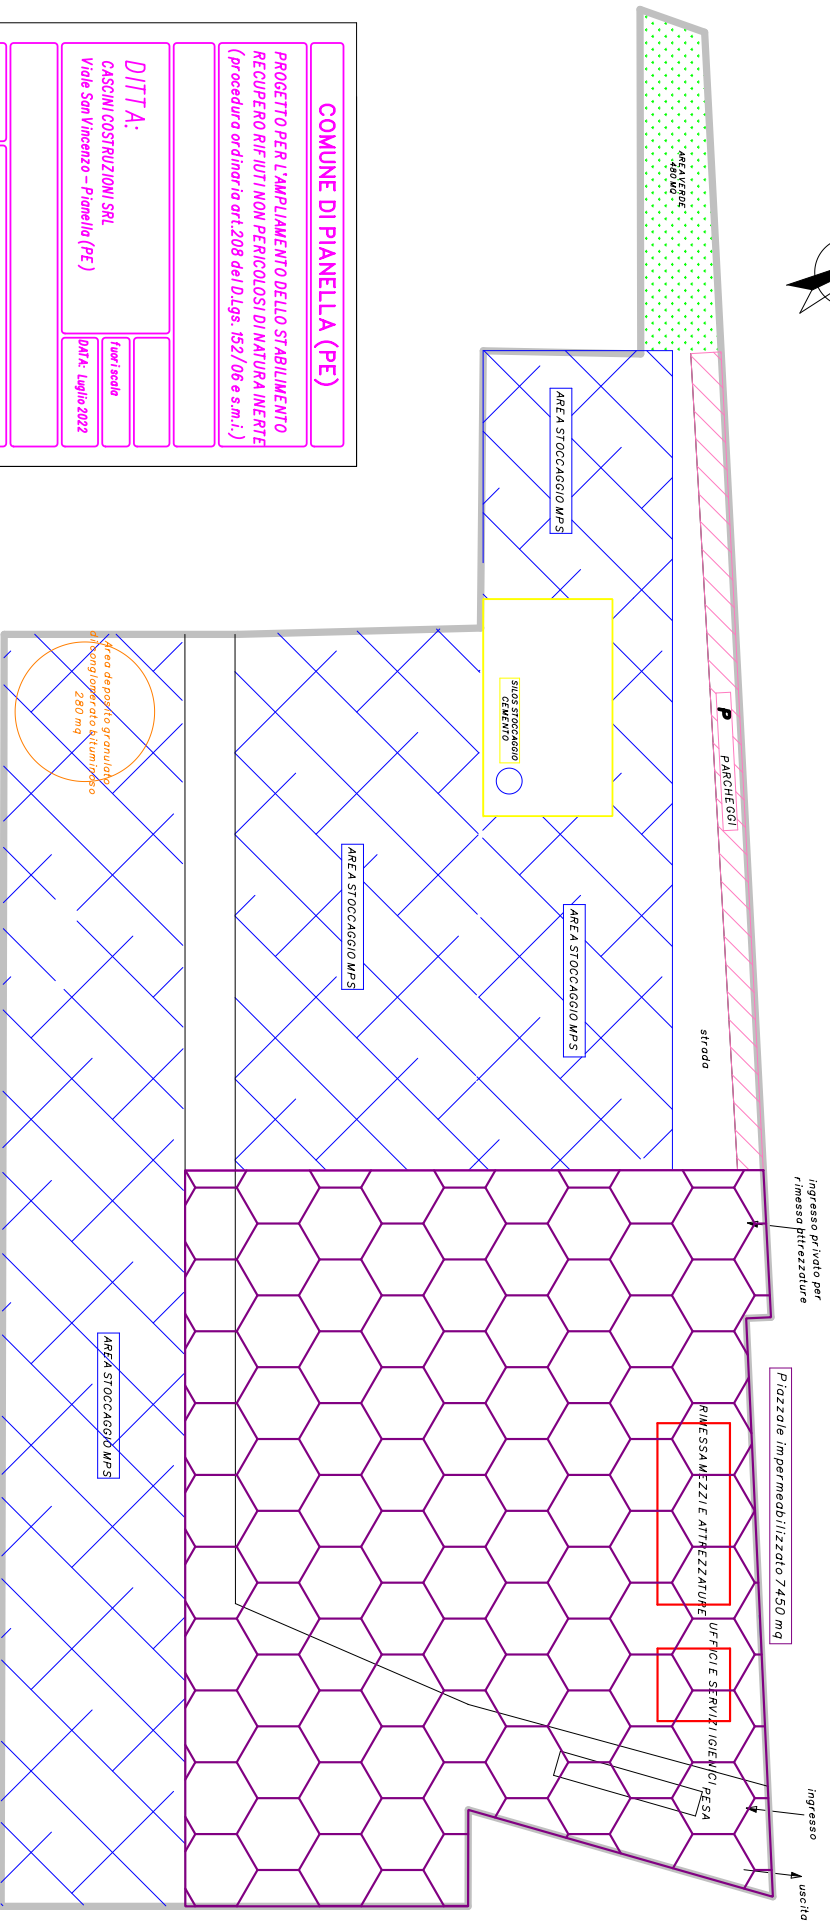 COMUNE DI PIANELLA (PE)
PROGETTO PER L'AMPLIAMENTO DELLO STABILIMENTO
RECUPERO RIFIUTI NON PERICOLOSI DI NATURA INERTE
(procedura ordinaria art.208 del D.Lgs. 152/06 e s.m.i.)
DITTA:
CASCINI COSTRUZIONI SRL
Viale San Vincenzo - Pianella (PE)
fuori scala
DATA: Luglio 2022
AREA VERDE
480 MQ
AREA STOCCAGGIO MPS
SILOS STOCCAGGIO
CEMENTO
P
PARCHEGGI
Area deposito granulato
di conglomerato bituminoso
280 mq
AREA STOCCAGGIO MPS
AREA STOCCAGGIO MPS
strada
ingresso privato per
rimessa attrezzature
AREA STOCCAGGIO MPS
Piazzale impermeabilizzato 7450 mq
RIMESSA MEZZI E ATTREZZATURE
UFFICI E SERVIZI IGIENICI
PESA
ingresso
uscita